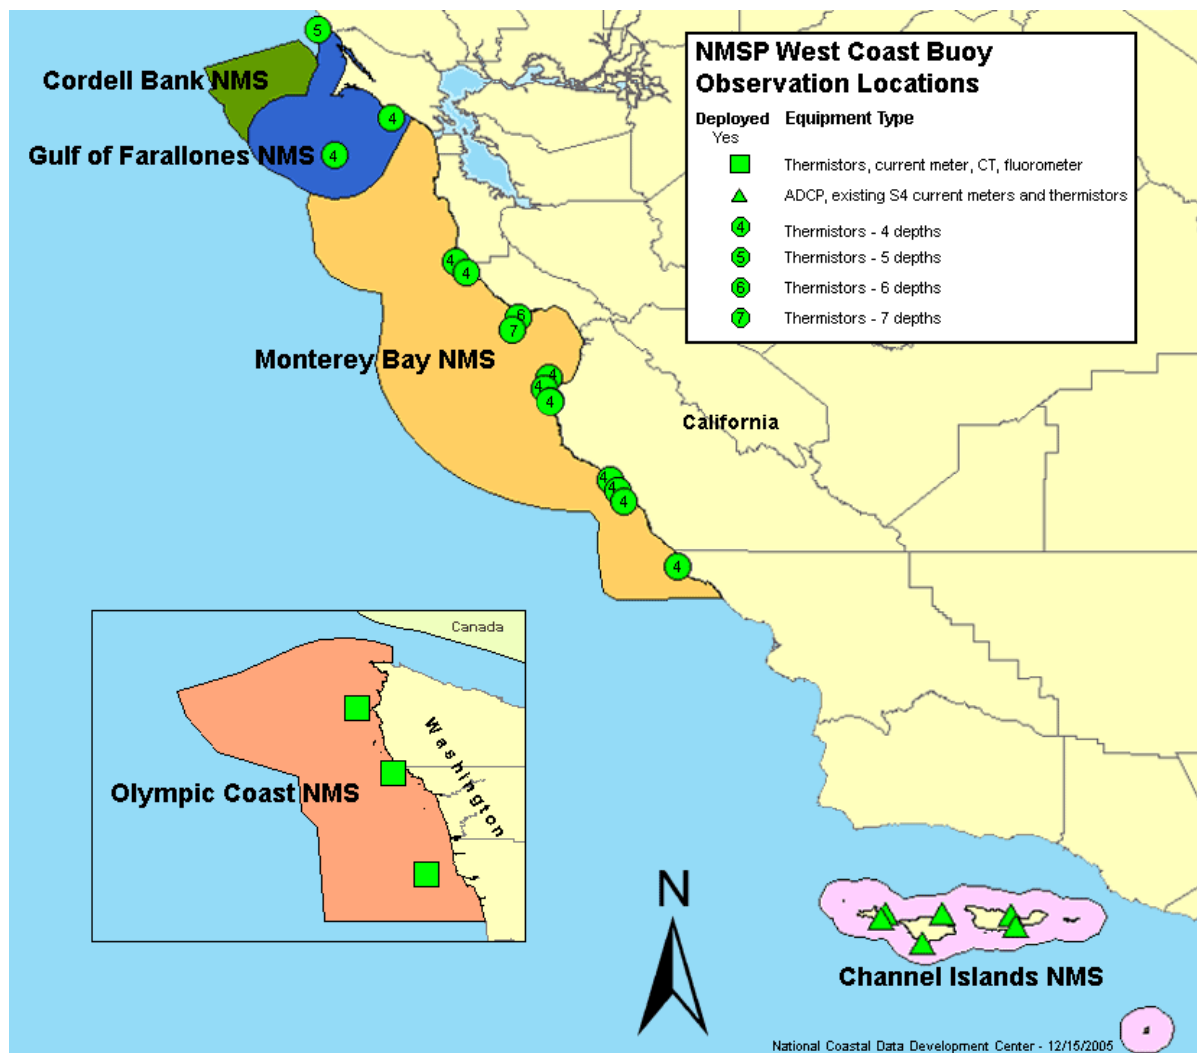 NMSP West Coast Buoy
Observation Locations
Deployed Equipment Type
Yes
Thermistors, current meter, CT, fluorometer
ADCP, existing S4 current meters and thermistors
4 Thermistors - 4 depths
5 Thermistors - 5 depths
6 Thermistors - 6 depths
7 Thermistors - 7 depths
5
Cordell Bank NMS
4
Gulf of Farallones NMS
4
4
4
6
7
Monterey Bay NMS
4
4
4
California
4
4
4
4
Canada
Washington
Olympic Coast NMS
N
Channel Islands NMS
National Coastal Data Development Center - 12/15/2005